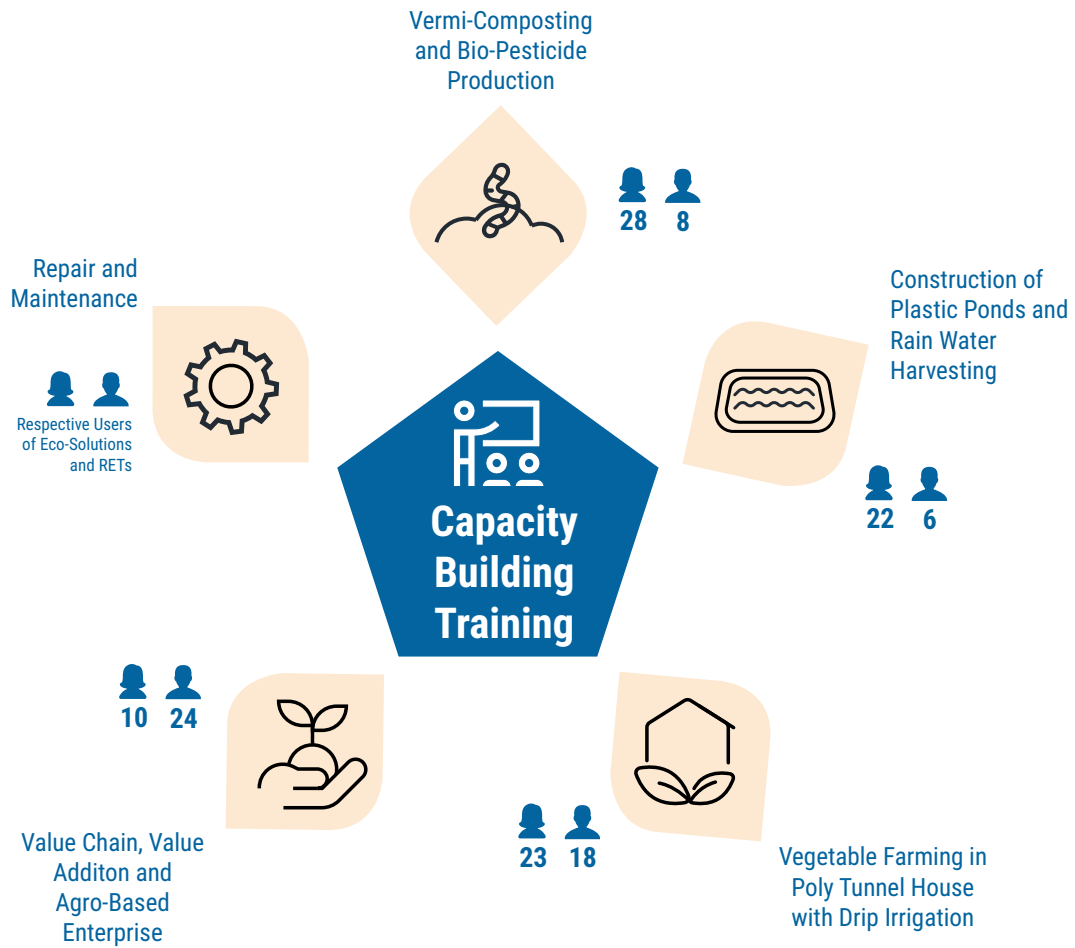 Vermi-Composting
and Bio-Pesticide
Production
28 8
Repair and
Maintenance
Respective Users
of Eco-Solutions
and RETs
Construction of
Plastic Ponds and
Rain Water
Harvesting
22 6
Capacity
Building
Training
10 24
Value Chain, Value
Additon and
Agro-Based
Enterprise
23 18
Vegetable Farming in
Poly Tunnel House
with Drip Irrigation